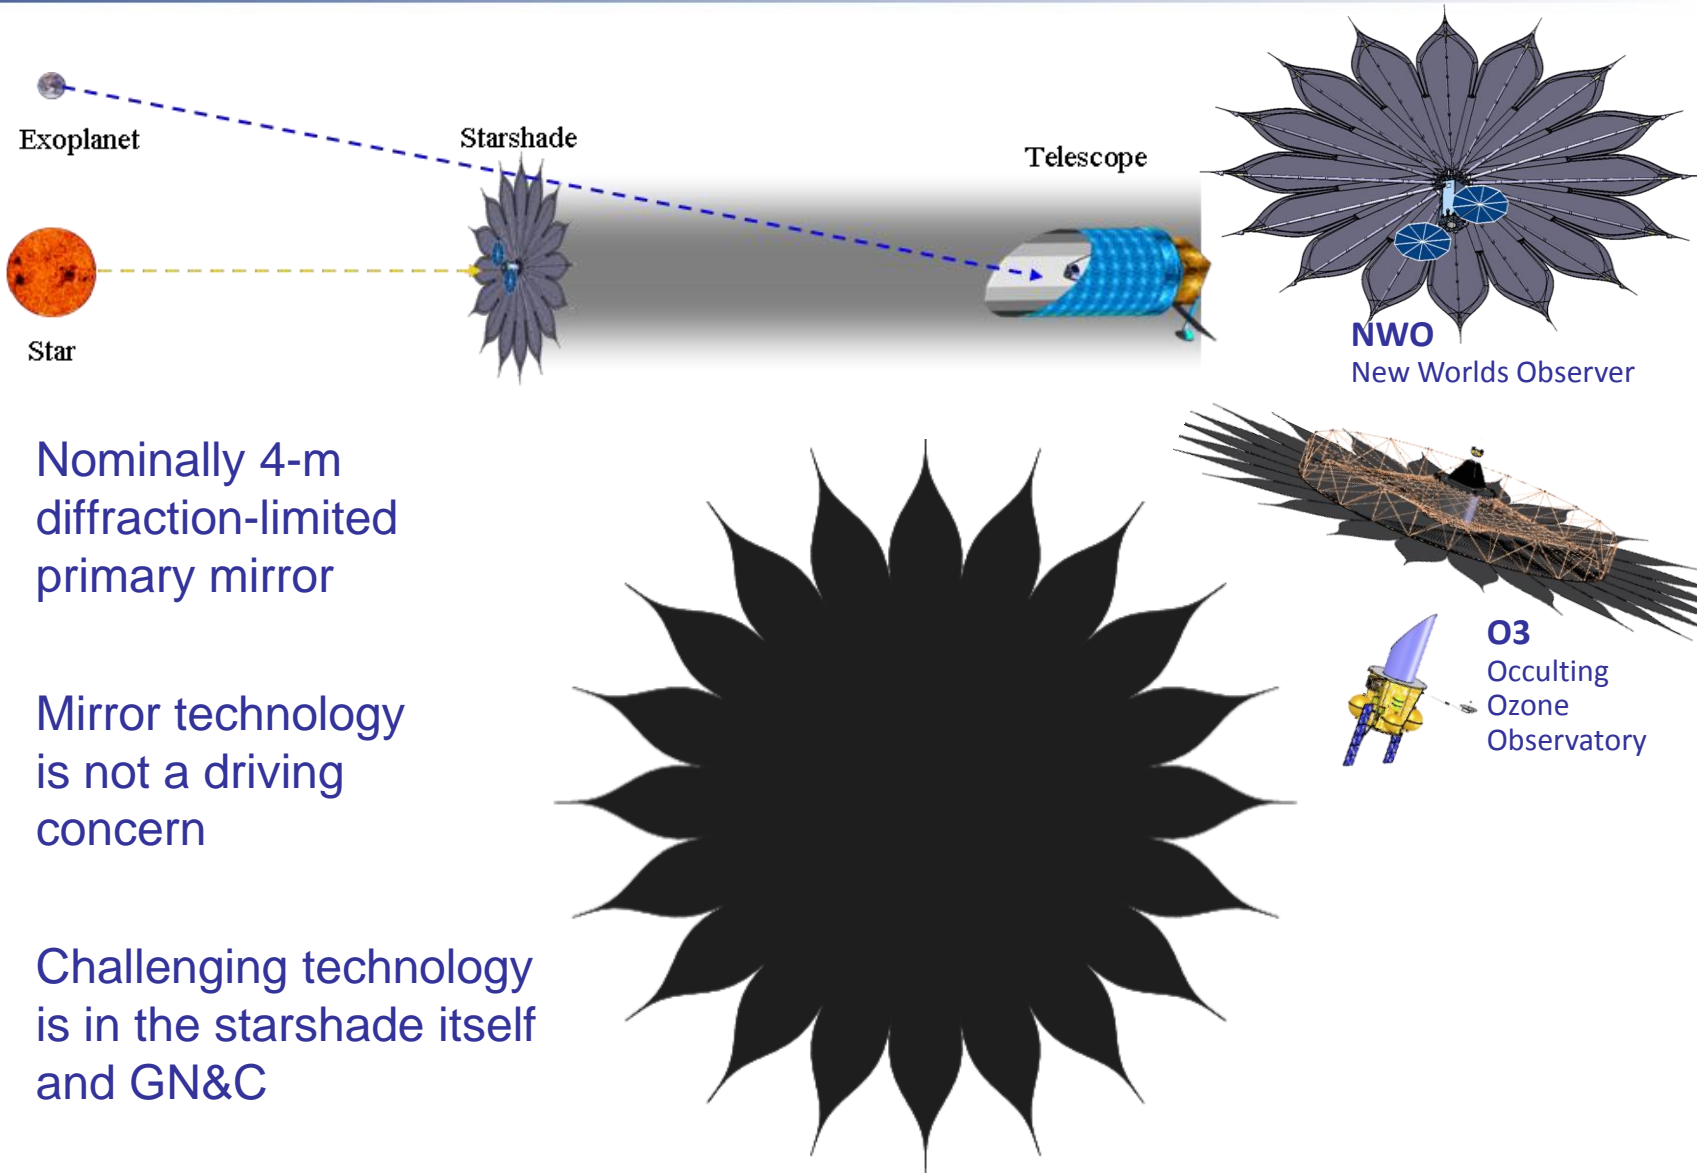 Exoplanet
Starshade
Telescope
Star
NWO
New Worlds Observer
Nominally 4-m
diffraction-limited
primary mirror
O3
Occulting
Ozone
Observatory
Mirror technology
is not a driving
concern
Challenging technology
is in the starshade itself
and GN&C